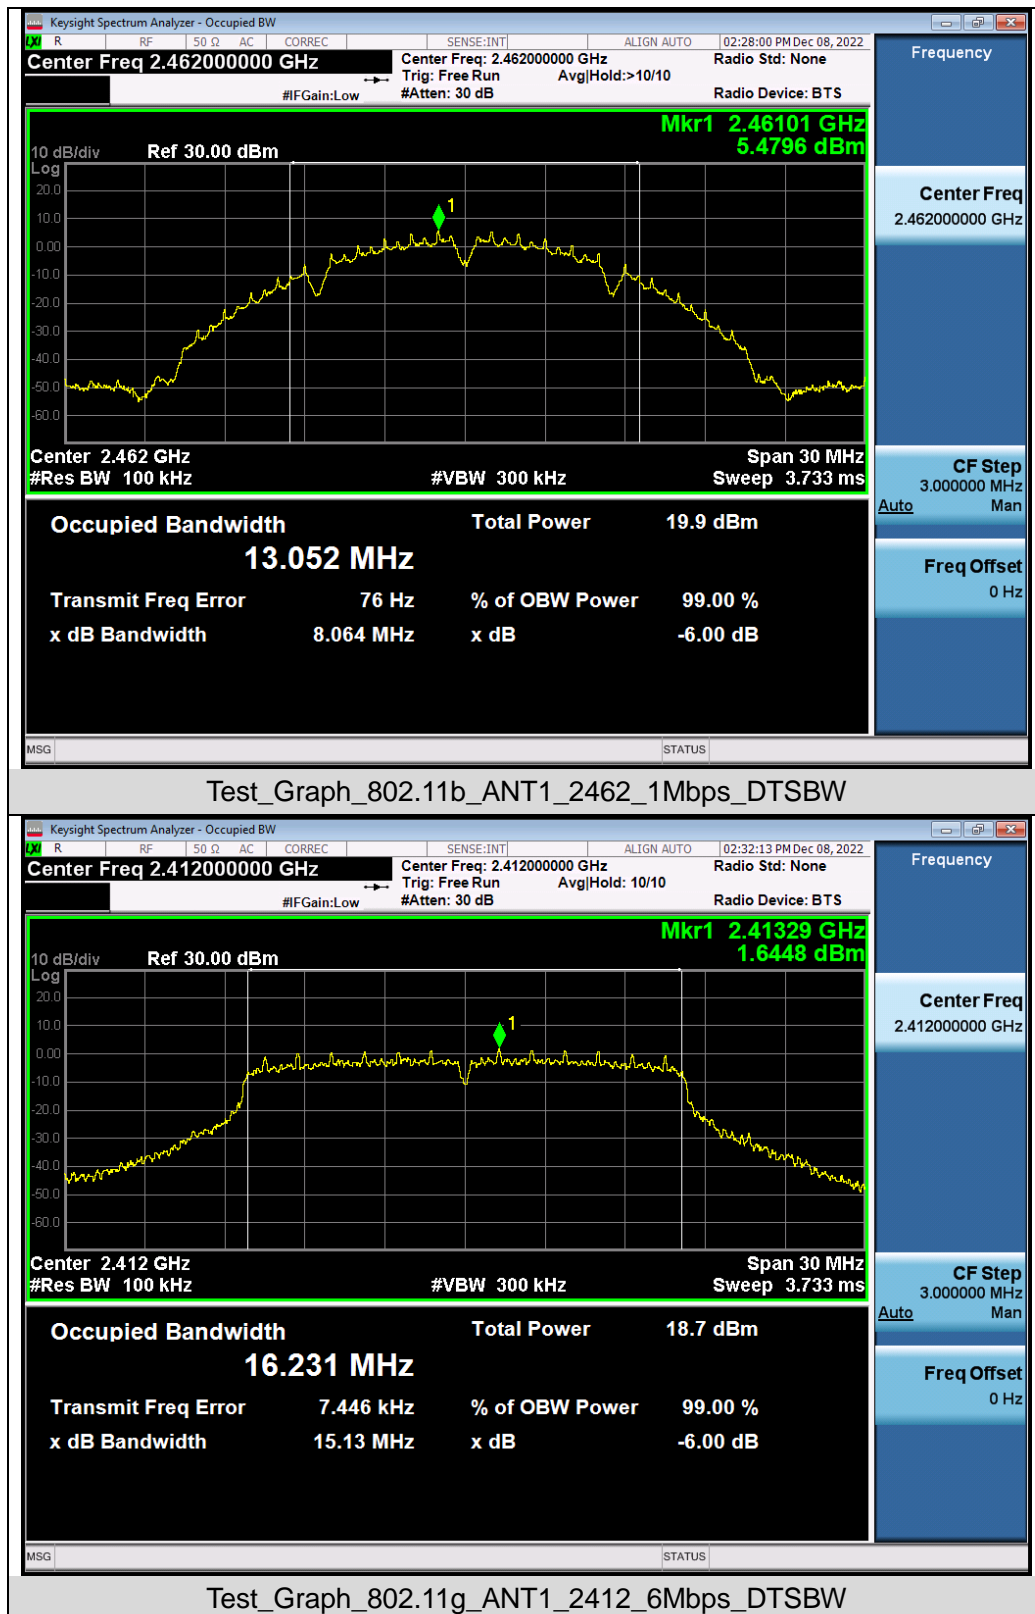 Keysight Spectrum Analyzer - Occupied BW
LXI R RF 50 Ω AC CORREC SENSE:INT ALIGN AUTO 02:28:00 PM Dec 08, 2022
Center Freq 2.462000000 GHz
Center Freq: 2.462000000 GHz
Radio Std: None
Trig: Free Run Avg|Hold:>10/10
#IFGain:Low #Atten: 30 dB Radio Device: BTS
Mkr1 2.46101 GHz
5.4796 dBm
10 dB/div Ref 30.00 dBm
Log
20.0
10.0
0.00
-10.0
-20.0
-30.0
-40.0
-50.0
-60.0
1
Center 2.462 GHz Span 30 MHz
#Res BW 100 kHz #VBW 300 kHz Sweep 3.733 ms
Occupied Bandwidth Total Power 19.9 dBm
13.052 MHz
Transmit Freq Error 76 Hz % of OBW Power 99.00 %
x dB Bandwidth 8.064 MHz x dB -6.00 dB
MSG STATUS
Frequency
Center Freq
2.462000000 GHz
CF Step
3.000000 MHz
Auto Man
Freq Offset
0 Hz
Test_Graph_802.11b_ANT1_2462_1Mbps_DTSBW
Keysight Spectrum Analyzer - Occupied BW
LXI R RF 50 Ω AC CORREC SENSE:INT ALIGN AUTO 02:32:13 PM Dec 08, 2022
Center Freq 2.412000000 GHz
Center Freq: 2.412000000 GHz
Radio Std: None
Trig: Free Run Avg|Hold: 10/10
#IFGain:Low #Atten: 30 dB Radio Device: BTS
Mkr1 2.41329 GHz
1.6448 dBm
10 dB/div Ref 30.00 dBm
Log
20.0
10.0
0.00
-10.0
-20.0
-30.0
-40.0
-50.0
-60.0
1
Center 2.412 GHz Span 30 MHz
#Res BW 100 kHz #VBW 300 kHz Sweep 3.733 ms
Occupied Bandwidth Total Power 18.7 dBm
16.231 MHz
Transmit Freq Error 7.446 kHz % of OBW Power 99.00 %
x dB Bandwidth 15.13 MHz x dB -6.00 dB
MSG STATUS
Frequency
Center Freq
2.412000000 GHz
CF Step
3.000000 MHz
Auto Man
Freq Offset
0 Hz
Test_Graph_802.11g_ANT1_2412_6Mbps_DTSBW